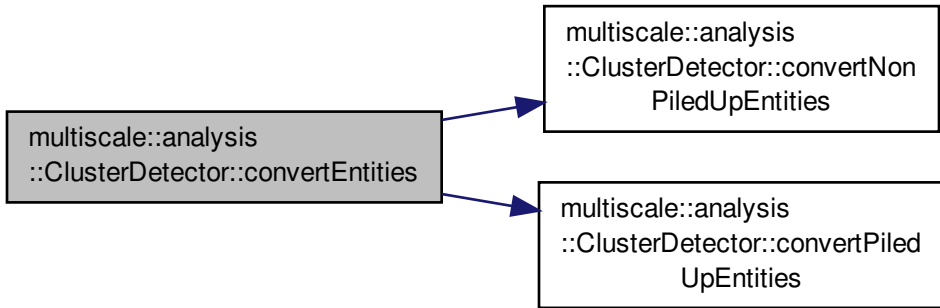 multiscale::analysis
::ClusterDetector::convertEntities
multiscale::analysis
::ClusterDetector::convertNon
PiledUpEntities
multiscale::analysis
::ClusterDetector::convertPiled
UpEntities